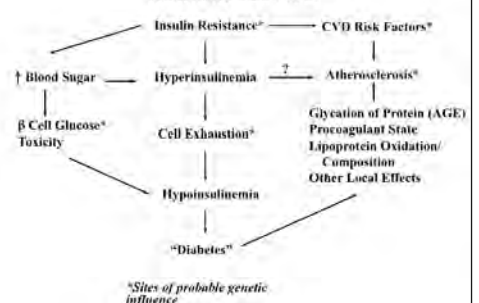 Insulin Resistance*
CVD Risk Factors*
↑ Blood Sugar
Hyperinsulinemia
?
Atherosclerosis*
β Cell Glucose*
Toxicity
Cell Exhaustion*
Glycation of Protein (AGE)
Procoagulant State
Lipoprotein Oxidation/
Composition
Other Local Effects
Hypoinsulinemia
“Diabetes”
*Sites of probable genetic
influence